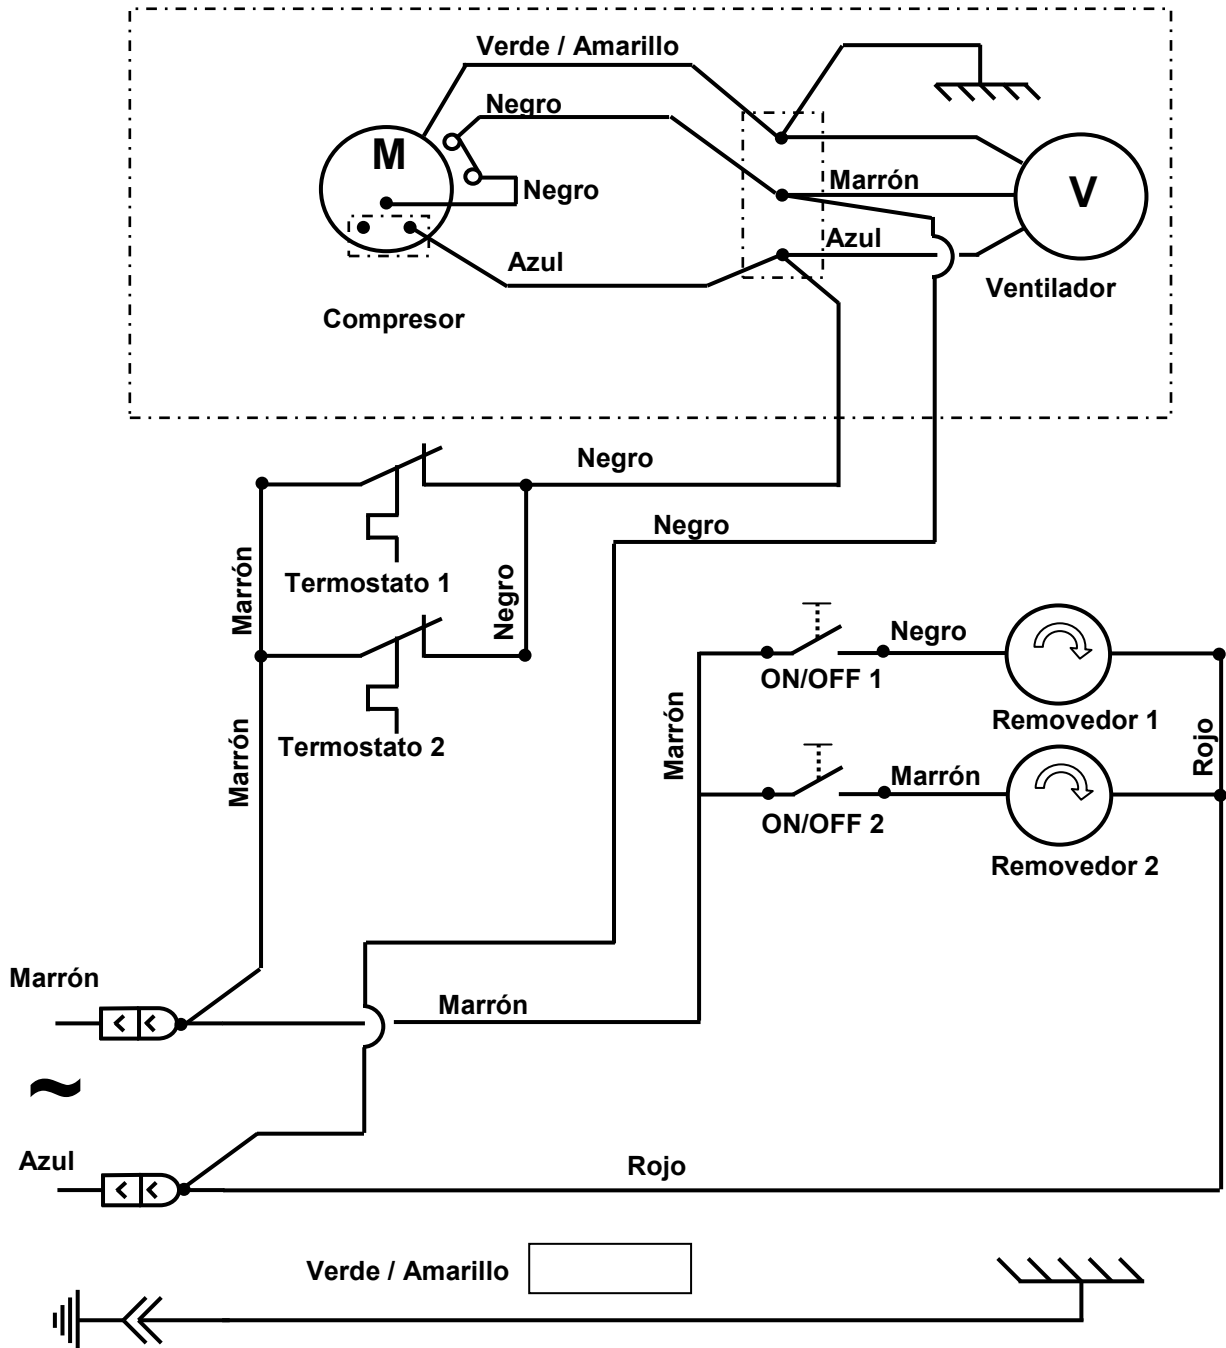 Verde / Amarillo
Negro
M
Negro
Marrón
V
Azul
Azul
Ventilador
Compresor
Negro
Negro
Marrón
Termostato 1
Negro
Negro
ON/OFF 1
Marrón
Removedor 1
Rojo
Marrón
Termostato 2
Marrón
ON/OFF 2
Removedor 2
Marrón
Marrón
~
Azul
Rojo
Verde / Amarillo